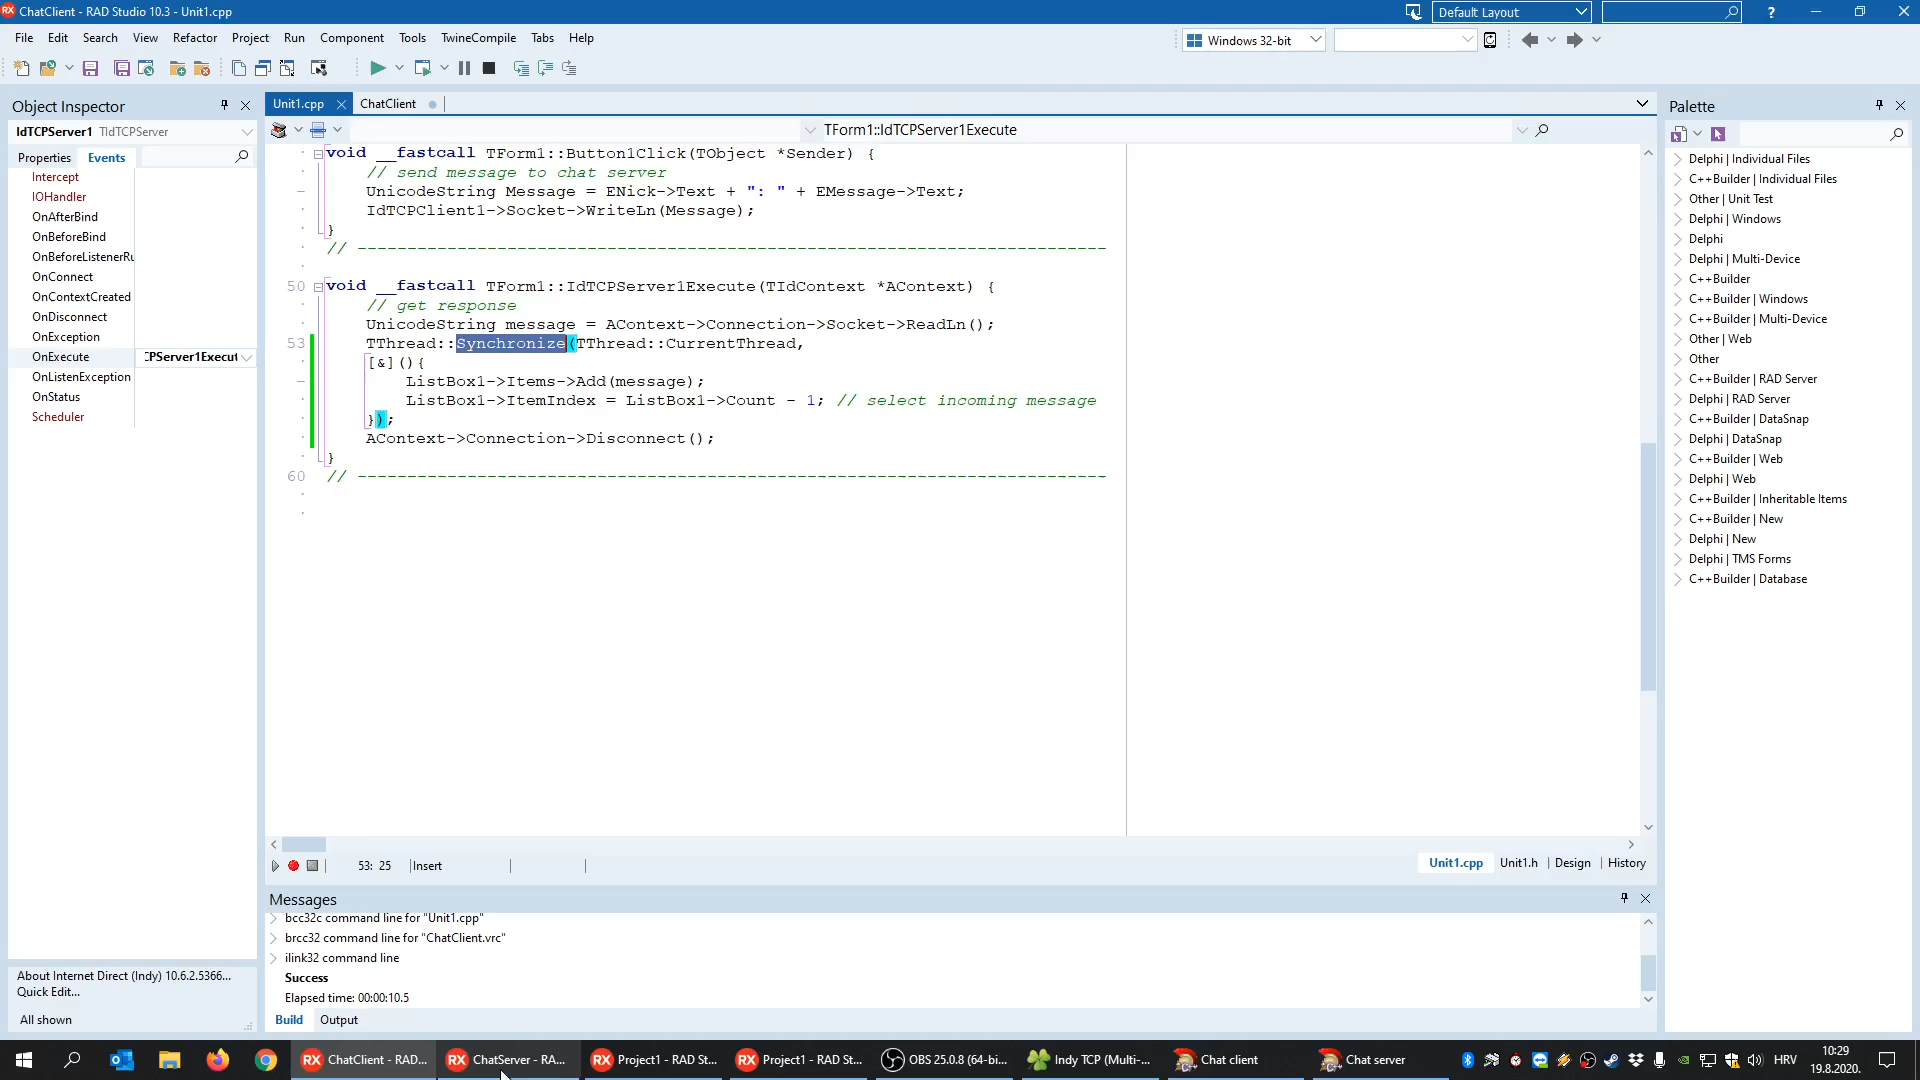 RX ChatClient - RAD Studio 10.3 - Unit1.cpp
Default Layout
?
File Edit Search View Refactor Project Run Component Tools TwineCompile Tabs Help
Windows 32-bit
Object Inspector
IdTCPServer1 TIdTCPServer
Properties Events
Intercept
IOHandler
OnAfterBind
OnBeforeBind
OnBeforeListenerRu
OnConnect
OnContextCreated
OnDisconnect
OnException
OnExecute CPServer1Execut
OnListenException
OnStatus
Scheduler
About Internet Direct (Indy) 10.6.2.5366...
Quick Edit...
All shown
Unit1.cpp ChatClient
TForm1::IdTCPServer1Execute
void __fastcall TForm1::Button1Click(TObject *Sender) {
// send message to chat server
UnicodeString Message = ENick->Text + ": " + EMessage->Text;
IdTCPClient1->Socket->WriteLn(Message);
}
// ---------------------------------------------------------------------------
50 void __fastcall TForm1::IdTCPServer1Execute(TIdContext *AContext) {
// get response
UnicodeString message = AContext->Connection->Socket->ReadLn();
53 TThread::Synchronize(TThread::CurrentThread,
[&](){
ListBox1->Items->Add(message);
ListBox1->ItemIndex = ListBox1->Count - 1; // select incoming message
});
AContext->Connection->Disconnect();
}
60 // ---------------------------------------------------------------------------
53: 25 Insert
Unit1.cpp Unit1.h Design History
Messages
bcc32c command line for "Unit1.cpp"
brcc32 command line for "ChatClient.vrc"
ilink32 command line
Success
Elapsed time: 00:00:10.5
Build Output
Palette
Delphi | Individual Files
C++Builder | Individual Files
Other | Unit Test
Delphi | Windows
Delphi
Delphi | Multi-Device
C++Builder
C++Builder | Windows
C++Builder | Multi-Device
Other | Web
Other
C++Builder | RAD Server
Delphi | RAD Server
C++Builder | DataSnap
Delphi | DataSnap
C++Builder | Web
Delphi | Web
C++Builder | Inheritable Items
C++Builder | New
Delphi | New
Delphi | TMS Forms
C++Builder | Database
RX ChatClient - RAD...
RX ChatServer - RA...
RX Project1 - RAD St...
RX Project1 - RAD St...
OBS 25.0.8 (64-bi...
Indy TCP (Multi-...
Chat client
Chat server
HRV
10:29
19.8.2020.